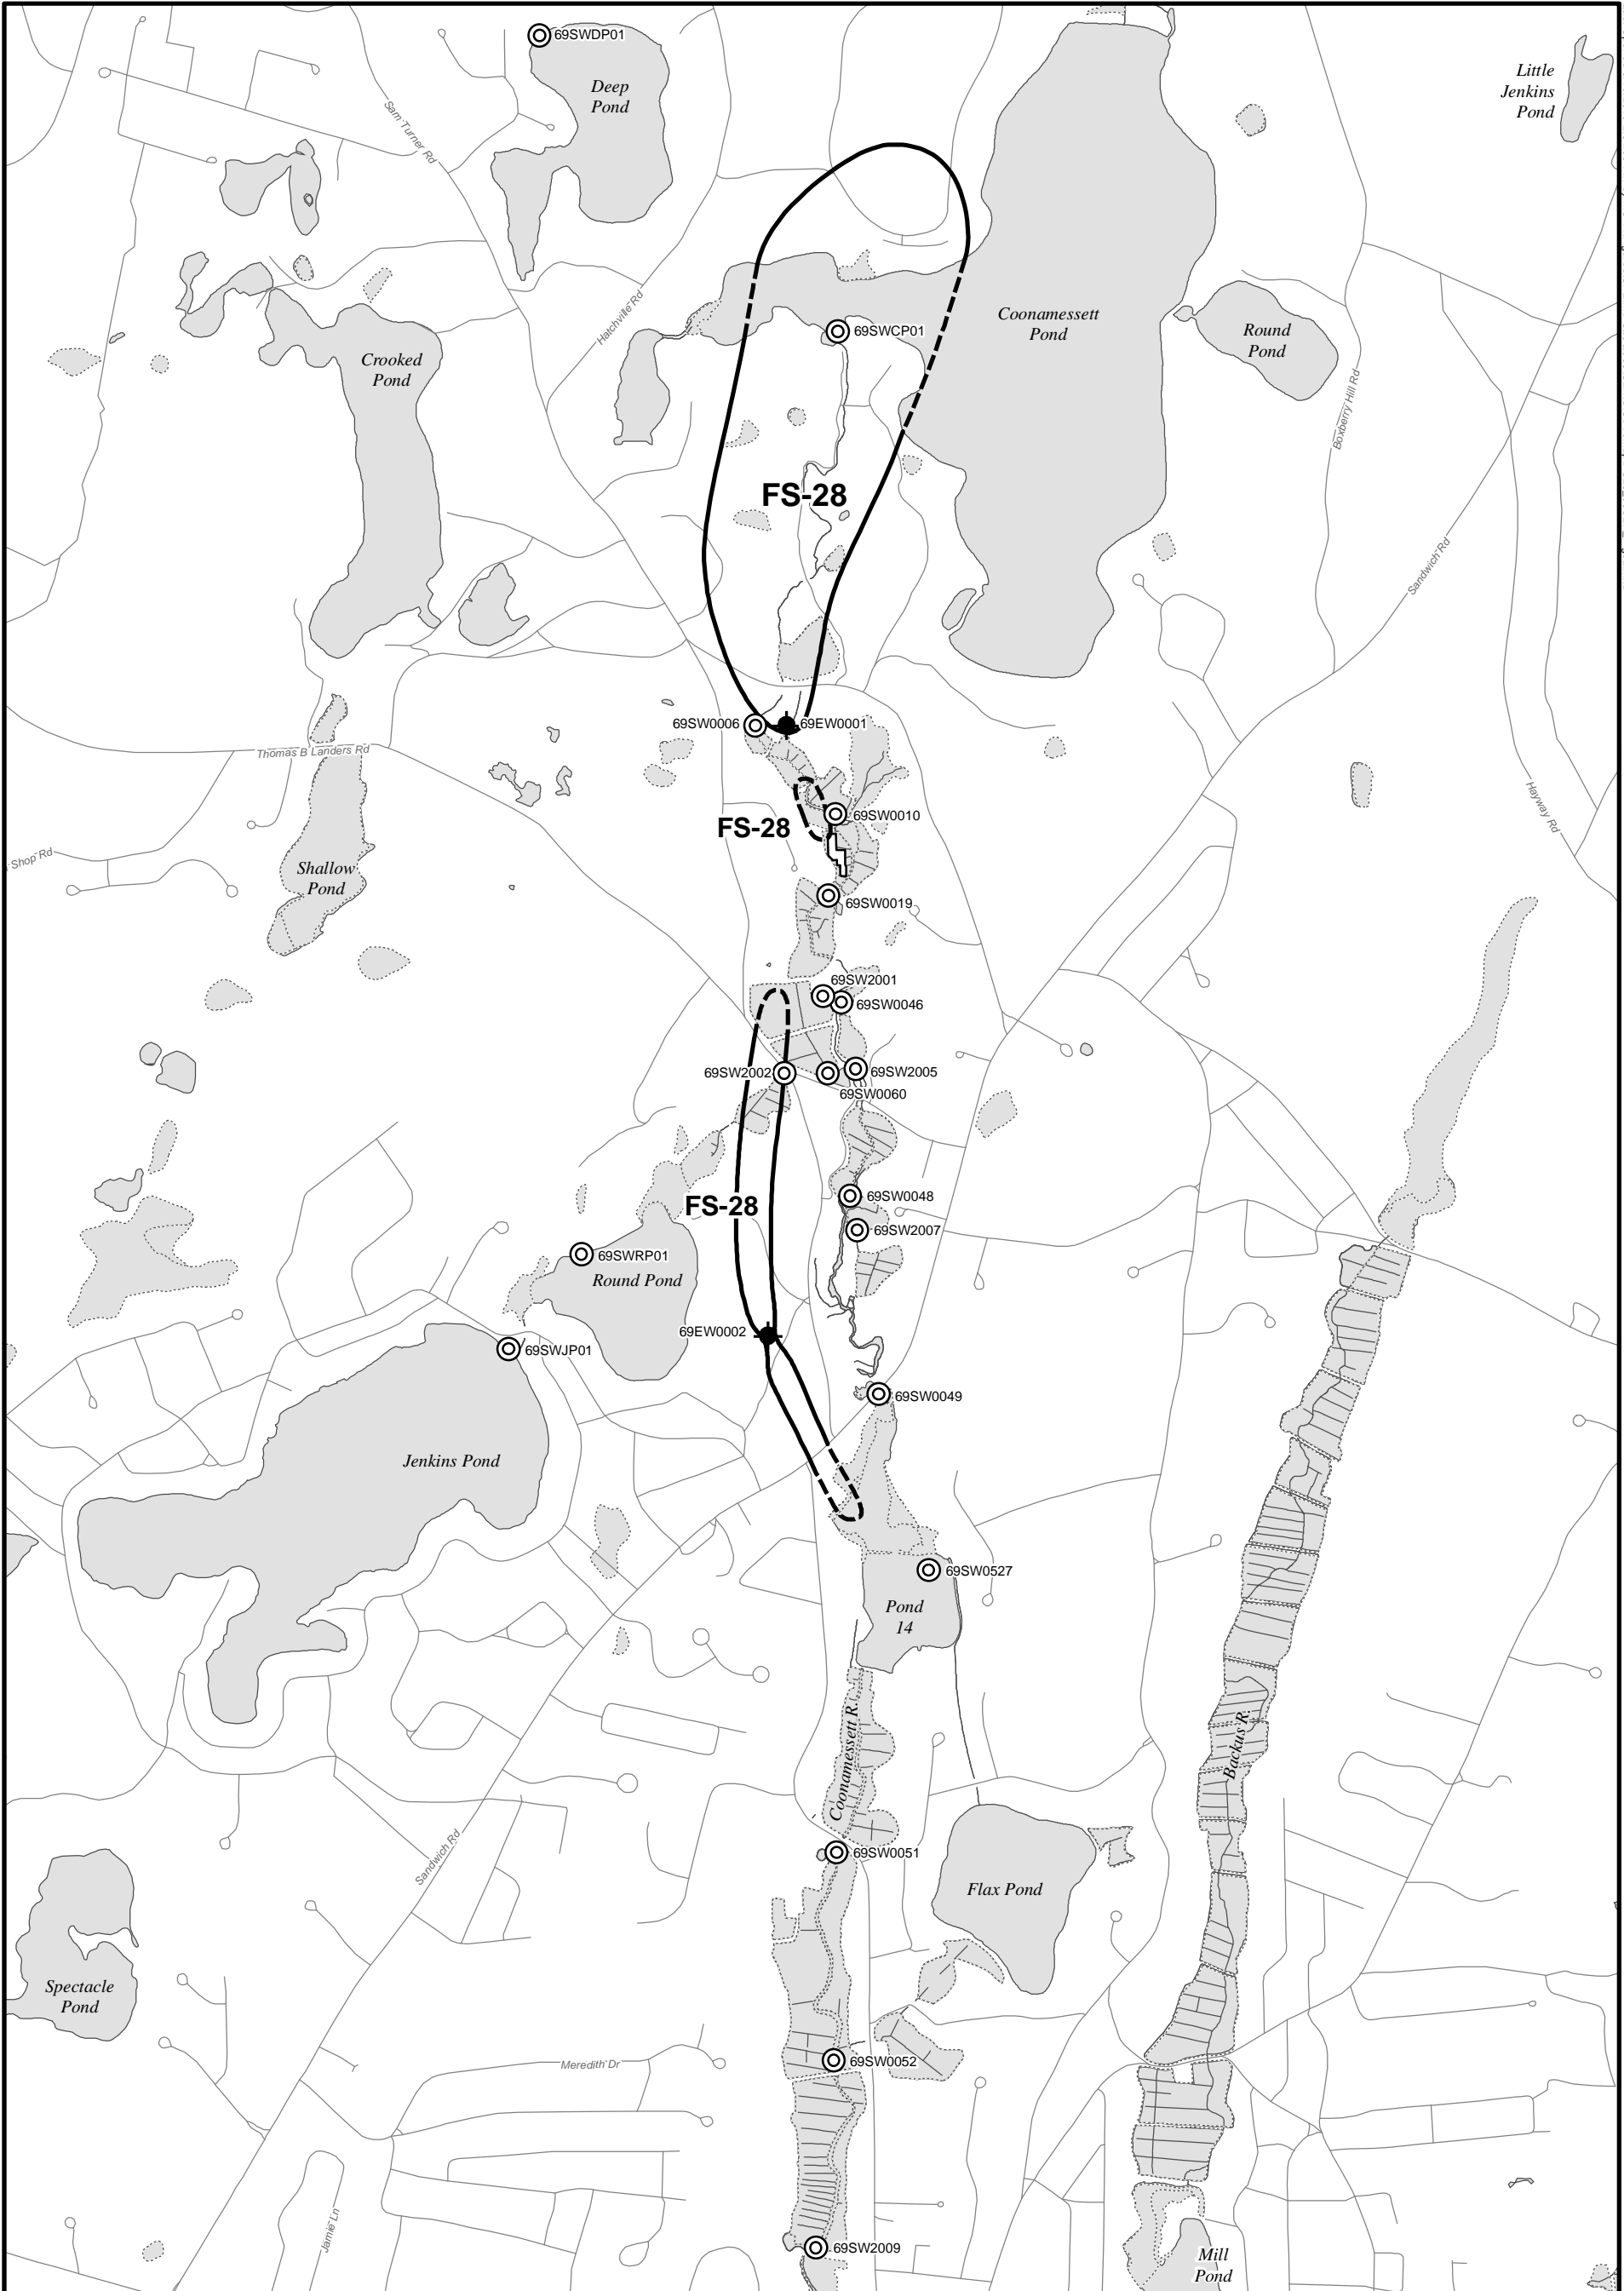 69SWDP01
Deep
Pond
Little
Jenkins
Pond
Sam Turner Rd
Hatchville Rd
69SWCP01
Coonamessett
Pond
Round
Pond
Crooked
Pond
Boxberry Hill Rd
FS-28
Sandwich Rd
69SW0006
69EW0001
Thomas B Landers Rd
Hayway Rd
69SW0010
FS-28
Shop Rd
Shallow
Pond
69SW0019
69SW2001
69SW0046
69SW2002
69SW2005
69SW0060
69SW0048
FS-28
69SW2007
69SWRP01
Round Pond
69EW0002
69SWJP01
69SW0049
Jenkins Pond
69SW0527
Pond
14
Coonamessett R.
Backus R.
69SW0051
Sandwich Rd
Flax Pond
Spectacle
Pond
69SW0052
Meredith Dr
Jamie Ln
69SW2009
Mill
Pond